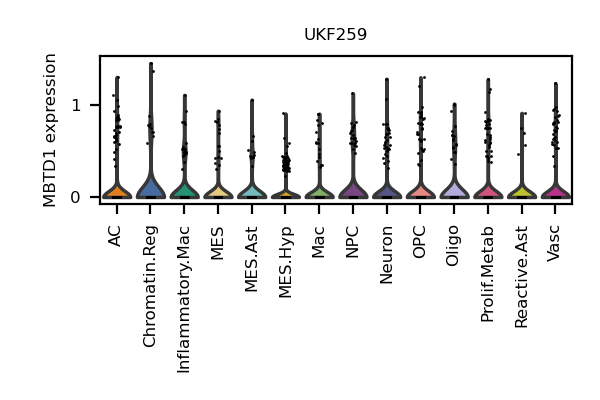 UKF259
MBTD1 expression
1
0
AC
Chromatin.Reg
Inflammatory.Mac
MES
MES.Ast
MES.Hyp
Mac
NPC
Neuron
OPC
Oligo
Prolif.Metab
Reactive.Ast
Vasc